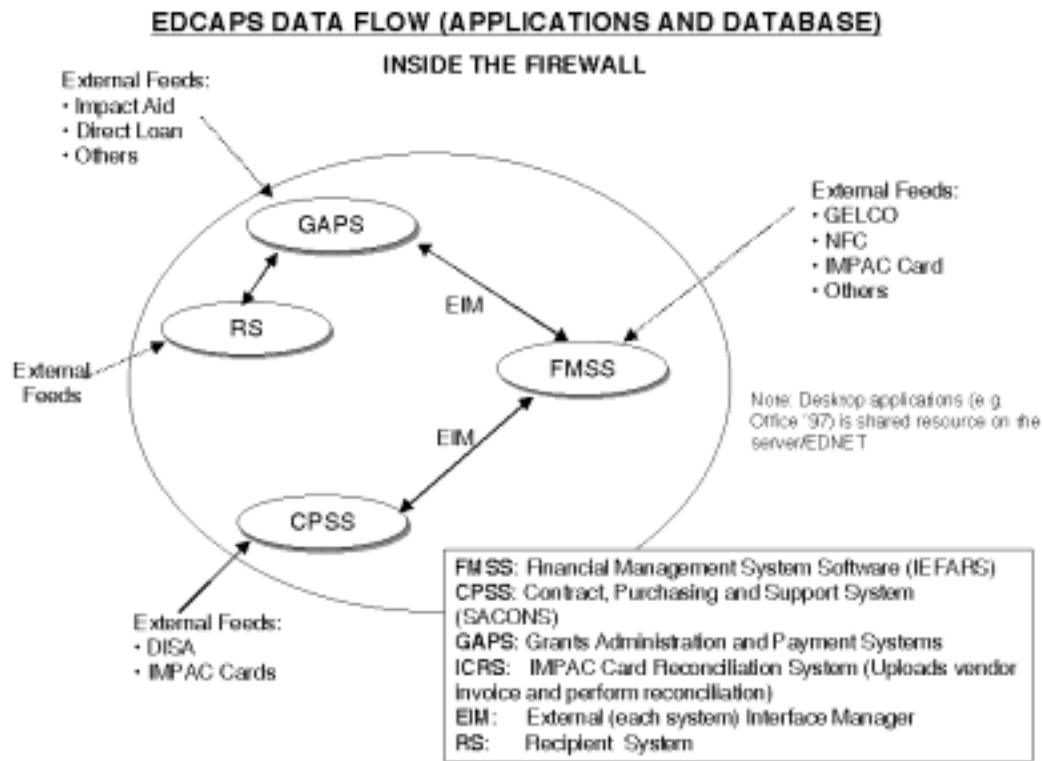 EDCAPS DATA FLOW (APPLICATIONS AND DATABASE)
INSIDE THE FIREWALL
External Feeds:
• Impact Aid
• Direct Loan
• Others
External Feeds:
• GELCO
• NFC
• IMPAC Card
• Others
GAPS
EIM
RS
FMSS
External
Feeds
Note: Desktop applications (e.g.
Office '97) is shared resource on the
server/EDNET
EIM
CPSS
External Feeds:
• DISA
• IMPAC Cards
FMSS: Financial Management System Software (IEFARS)
CPSS: Contract, Purchasing and Support System
(SACONS)
GAPS: Grants Administration and Payment Systems
ICRS: IMPAC Card Reconciliation System (Uploads vendor
invoice and perform reconciliation)
EIM: External (each system) Interface Manager
RS: Recipient System